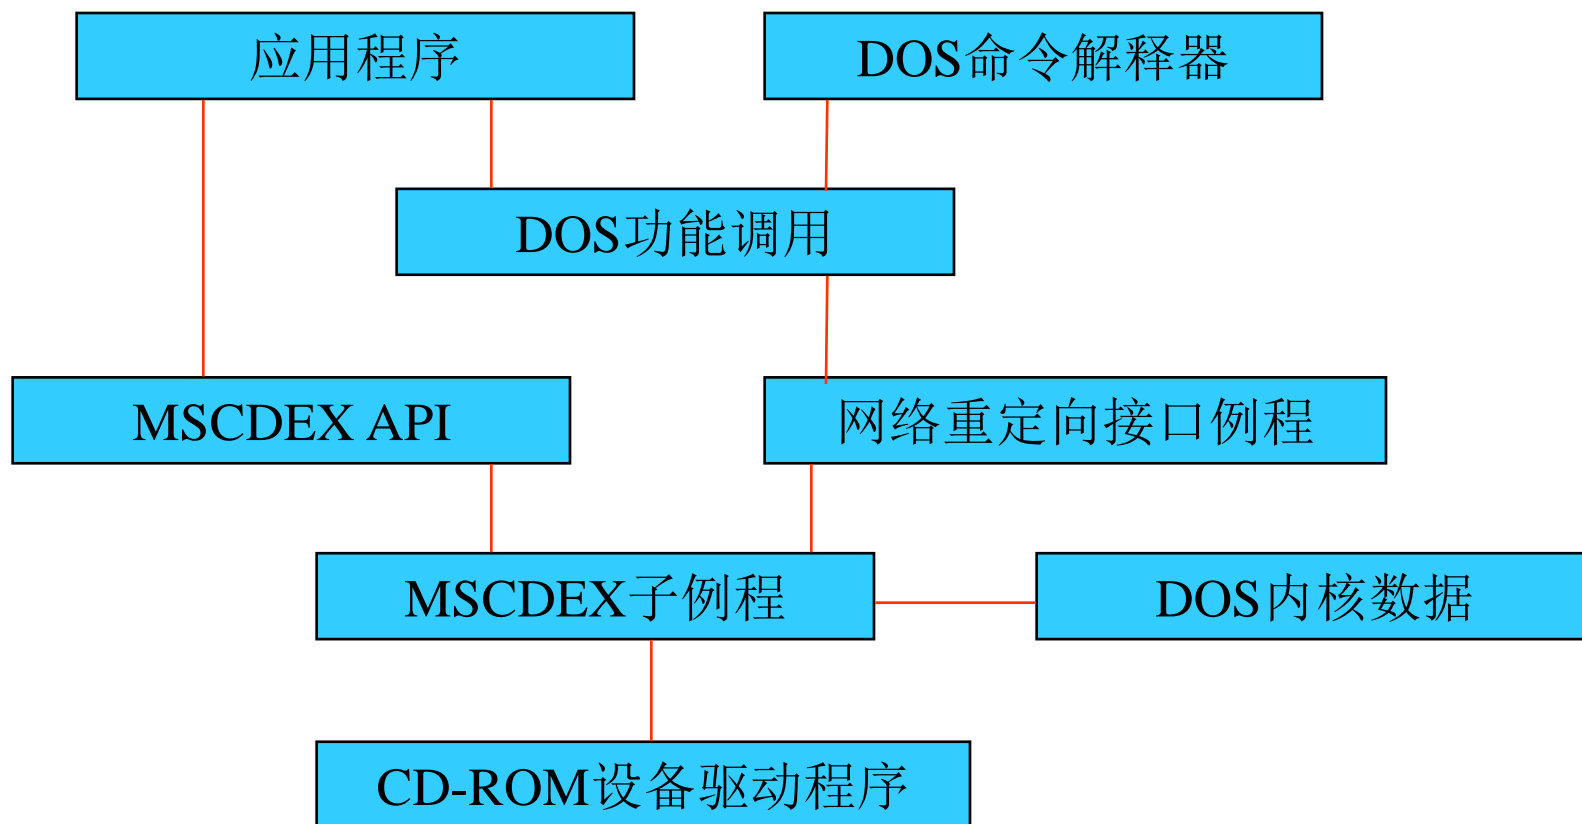 应用程序
DOS命令解释器
DOS功能调用
MSCDEX API
网络重定向接口例程
MSCDEX子例程
DOS内核数据
CD-ROM设备驱动程序